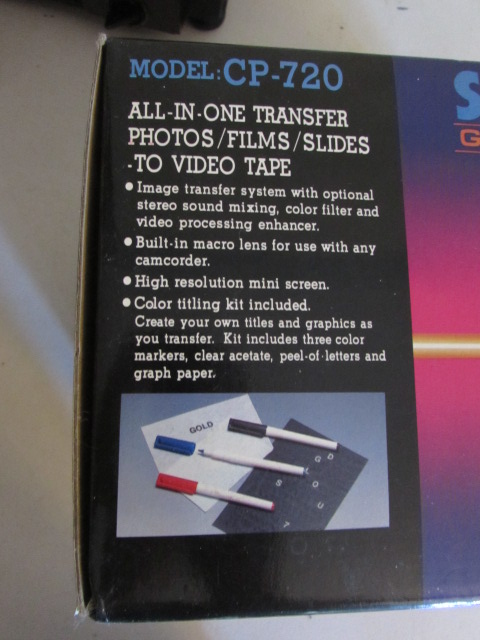 MODEL: CP-720
ALL-IN-ONE TRANSFER
PHOTOS/FILMS/SLIDES
-TO VIDEO TAPE
• Image transfer system with optional
stereo sound mixing, color filter and
video processing enhancer.
• Built-in macro lens for use with any
camcorder.
• High resolution mini screen.
• Color titling kit included.
Create your own titles and graphics as
you transfer. Kit includes three color
markers, clear acetate, peel-of-letters and
graph paper.
GOLD
D
G
L
O
S
U
7
S
G